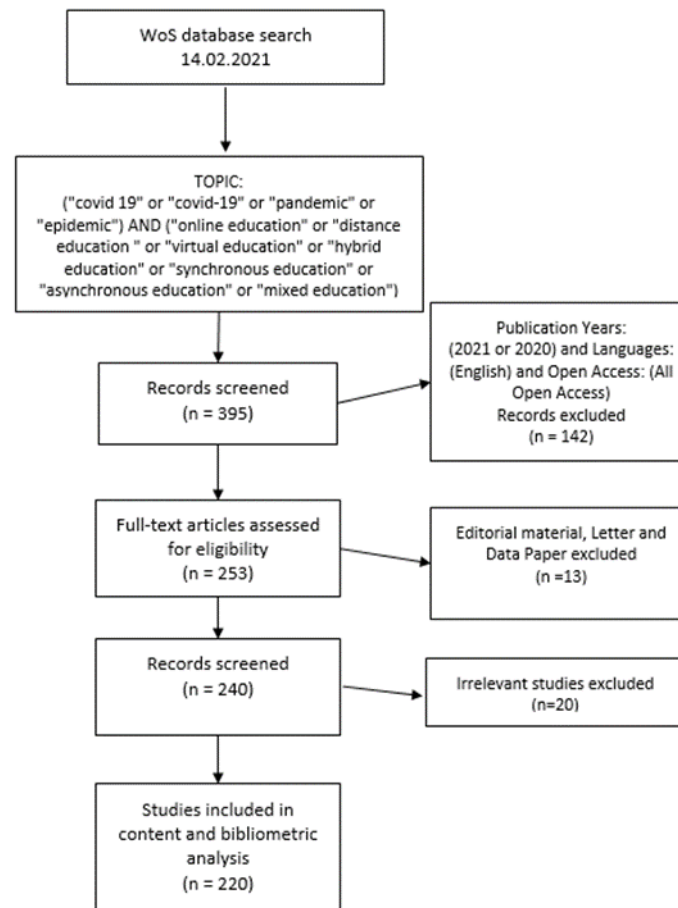 WoS database search
14.02.2021
TOPIC:
("covid 19" or "covid-19" or "pandemic" or
"epidemic") AND ("online education" or "distance
education " or "virtual education" or "hybrid
education" or "synchronous education" or
"asynchronous education" or "mixed education")
Records screened
(n = 395)
Publication Years:
(2021 or 2020) and Languages:
(English) and Open Access: (All
Open Access)
Records excluded
(n = 142)
Full-text articles assessed
for eligibility
(n = 253)
Editorial material, Letter and
Data Paper excluded
(n =13)
Records screened
(n = 240)
Irrelevant studies excluded
(n=20)
Studies included in
content and bibliometric
analysis
(n = 220)